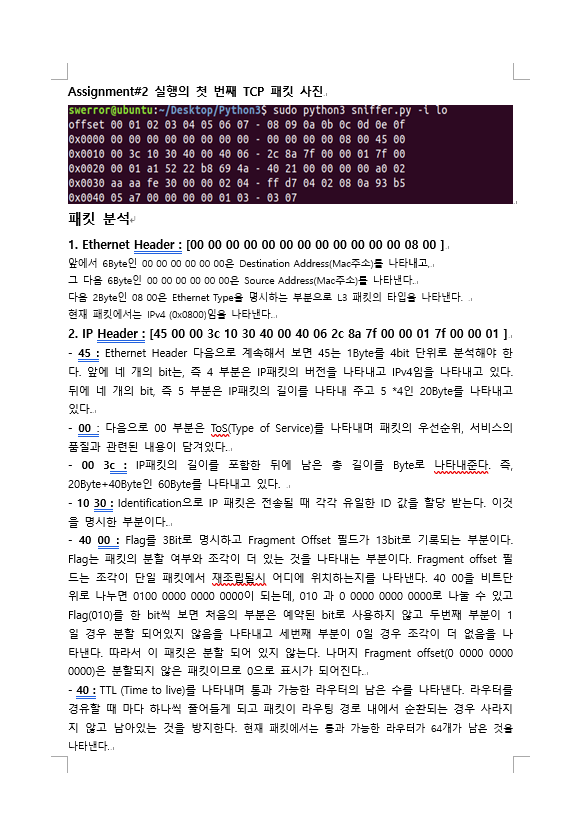 Assignment#2 실행의 첫 번째 TCP 패킷 사진
swerror@ubuntu:~/Desktop/Python3$ sudo python3 sniffer.py -i lo
offset 00 01 02 03 04 05 06 07 - 08 09 0a 0b 0c 0d 0e 0f
0x0000 00 00 00 00 00 00 00 00 - 00 00 00 00 08 00 45 00
0x0010 00 3c 10 30 40 00 40 06 - 2c 8a 7f 00 00 01 7f 00
0x0020 00 01 a1 52 22 b8 69 4a - 40 21 00 00 00 00 a0 02
0x0030 aa aa fe 30 00 00 02 04 - ff d7 04 02 08 0a 93 b5
0x0040 05 a7 00 00 00 00 01 03 - 03 07
패킷 분석
1. Ethernet Header : [00 00 00 00 00 00 00 00 00 00 00 00 08 00 ]
앞에서 6Byte인 00 00 00 00 00 00은 Destination Address(Mac주소)를 나타내고,
그 다음 6Byte인 00 00 00 00 00 00은 Source Address(Mac주소)를 나타낸다.
다음 2Byte인 08 00은 Ethernet Type을 명시하는 부분으로 L3 패킷의 타입을 나타낸다.
현재 패킷에서는 IPv4 (0x0800)임을 나타낸다.
2. IP Header : [45 00 00 3c 10 30 40 00 40 06 2c 8a 7f 00 00 01 7f 00 00 01 ]
- 45 : Ethernet Header 다음으로 계속해서 보면 45는 1Byte를 4bit 단위로 분석해야 한
다. 앞에 네 개의 bit는, 즉 4 부분은 IP패킷의 버전을 나타내고 IPv4임을 나타내고 있다.
뒤에 네 개의 bit, 즉 5 부분은 IP패킷의 길이를 나타내 주고 5 *4인 20Byte를 나타내고
있다.
- 00 : 다음으로 00 부분은 ToS(Type of Service)를 나타내며 패킷의 우선순위, 서비스의
품질과 관련된 내용이 담겨있다.
- 00 3c : IP패킷의 길이를 포함한 뒤에 남은 총 길이를 Byte로 나타내준다. 즉,
20Byte+40Byte인 60Byte를 나타내고 있다.
- 10 30 : Identification으로 IP 패킷은 전송될 때 각각 유일한 ID 값을 할당 받는다. 이것
을 명시한 부분이다.
- 40 00 : Flag를 3Bit로 명시하고 Fragment Offset 필드가 13bit로 기록되는 부분이다.
Flag는 패킷의 분할 여부와 조각이 더 있는 것을 나타내는 부분이다. Fragment offset 필
드는 조각이 단일 패킷에서 재조립될시 어디에 위치하는지를 나타낸다. 40 00을 비트단
위로 나누면 0100 0000 0000 0000이 되는데, 010 과 0 0000 0000 0000로 나눌 수 있고
Flag(010)를 한 bit씩 보면 처음의 부분은 예약된 bit로 사용하지 않고 두번째 부분이 1
일 경우 분할 되어있지 않음을 나타내고 세번째 부분이 0일 경우 조각이 더 없음을 나
타낸다. 따라서 이 패킷은 분할 되어 있지 않는다. 나머지 Fragment offset(0 0000 0000
0000)은 분할되지 않은 패킷이므로 0으로 표시가 되어진다.
- 40 : TTL (Time to live)를 나타내며 통과 가능한 라우터의 남은 수를 나타낸다. 라우터를
경유할 때 마다 하나씩 줄어들게 되고 패킷이 라우팅 경로 내에서 순환되는 경우 사라지
지 않고 남아있는 것을 방지한다. 현재 패킷에서는 통과 가능한 라우터가 64개가 남은 것을
나타낸다.